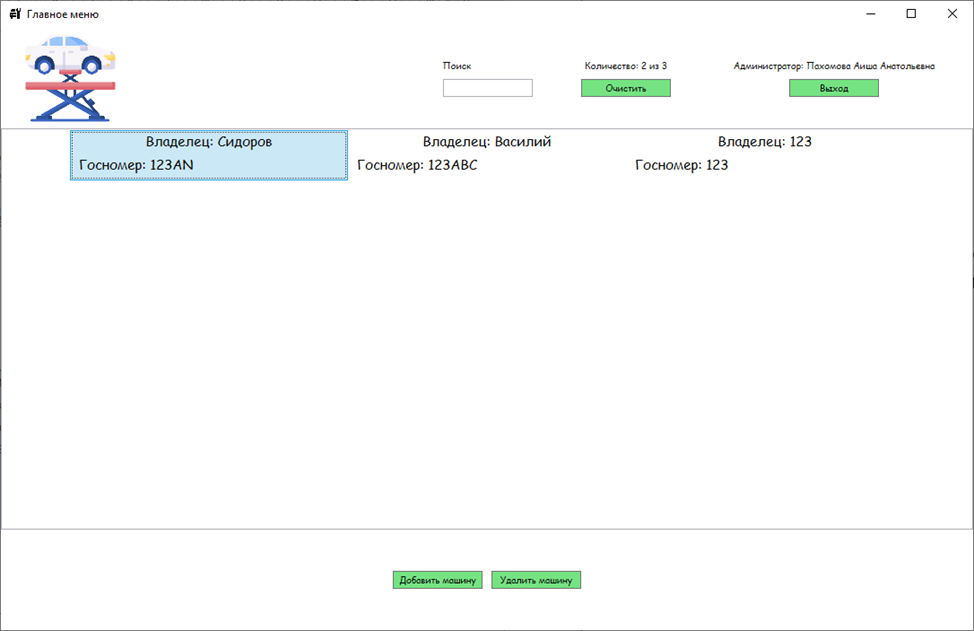 Главное меню
Поиск
Количество: 2 из 3
Администратор: Пахомова Аиша Анатольевна
Очистить
Выход
Владелец: Сидоров
Госномер: 123AN
Владелец: Василий
Госномер: 123ABC
Владелец: 123
Госномер: 123
Добавить машину
Удалить машину